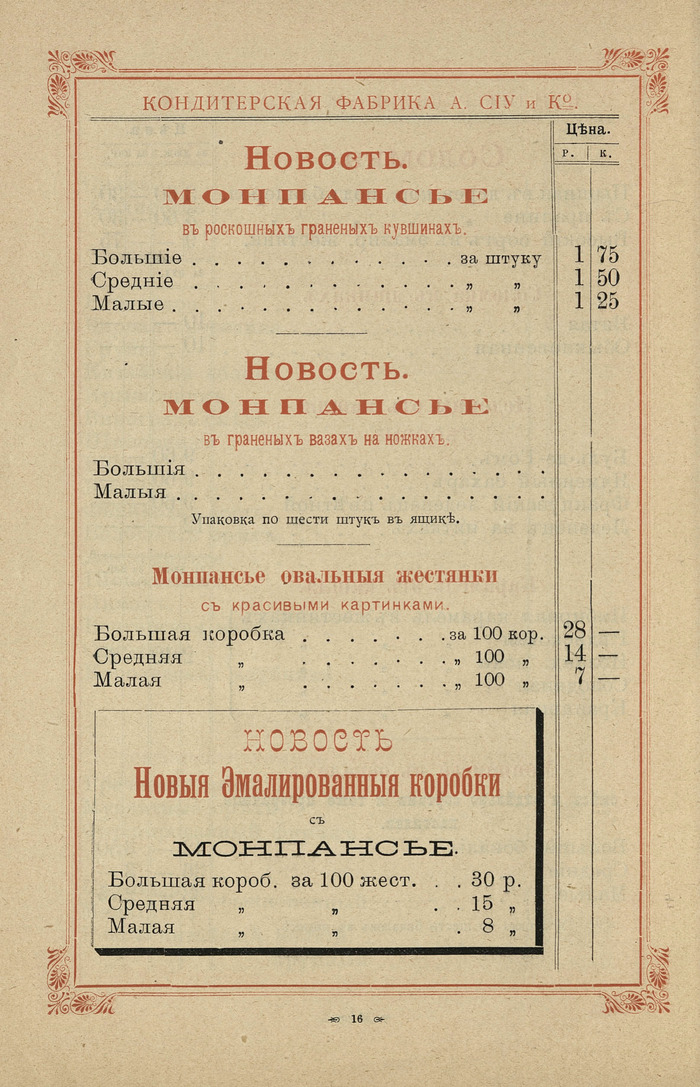 КОНДИТЕРСКАЯ ФАБРИКА А. СІУ и Кº.
Цѣна.
Р. К.
Новость.
МОНПАНСЬЕ
въ роскошныхъ граненыхъ кувшинахъ.
Большіе . . . . . . . . . . . . за штуку 1 75
Средніе . . . . . . . . . . . . „ „ 1 50
Малые . . . . . . . . . . . . . „ „ 1 25
Новость.
МОНПАНСЬЕ
въ граненыхъ вазахъ на ножкахъ.
Большія . . . . . . . . . . . . . . . .
Малыя . . . . . . . . . . . . . . . . .
Упаковка по шести штукъ въ ящикѣ.
Монпансье овальныя жестянки
съ красивыми картинками.
Большая коробка . . . . . . . за 100 кор. 28 —
Средняя „ . . . . . . . „ 100 „ 14 —
Малая „ . . . . . . . „ 100 „ 7 —
НОВОСТЬ
Новыя Эмалированныя коробки
съ
МОНПАНСЬЕ.
Большая короб. за 100 жест. . . 30 р.
Средняя „ „ . . 15 „
Малая „ „ . 8 „
16